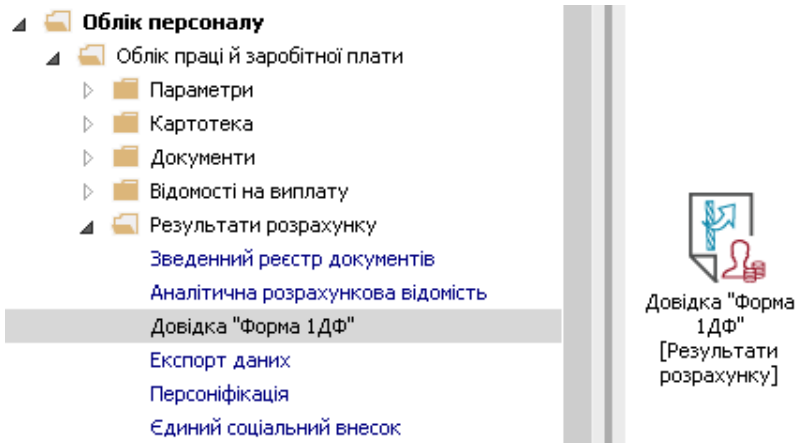 Облік персоналу
Облік праці й заробітної плати
Параметри
Картотека
Документи
Відомості на виплату
Результати розрахунку
Зведенний реєстр документів
Аналітична розрахункова відомість
Довідка "Форма 1ДФ"
Експорт даних
Персоніфікація
Єдиний соціальний внесок
Довідка "Форма
1ДФ"
[Результати
розрахунку]